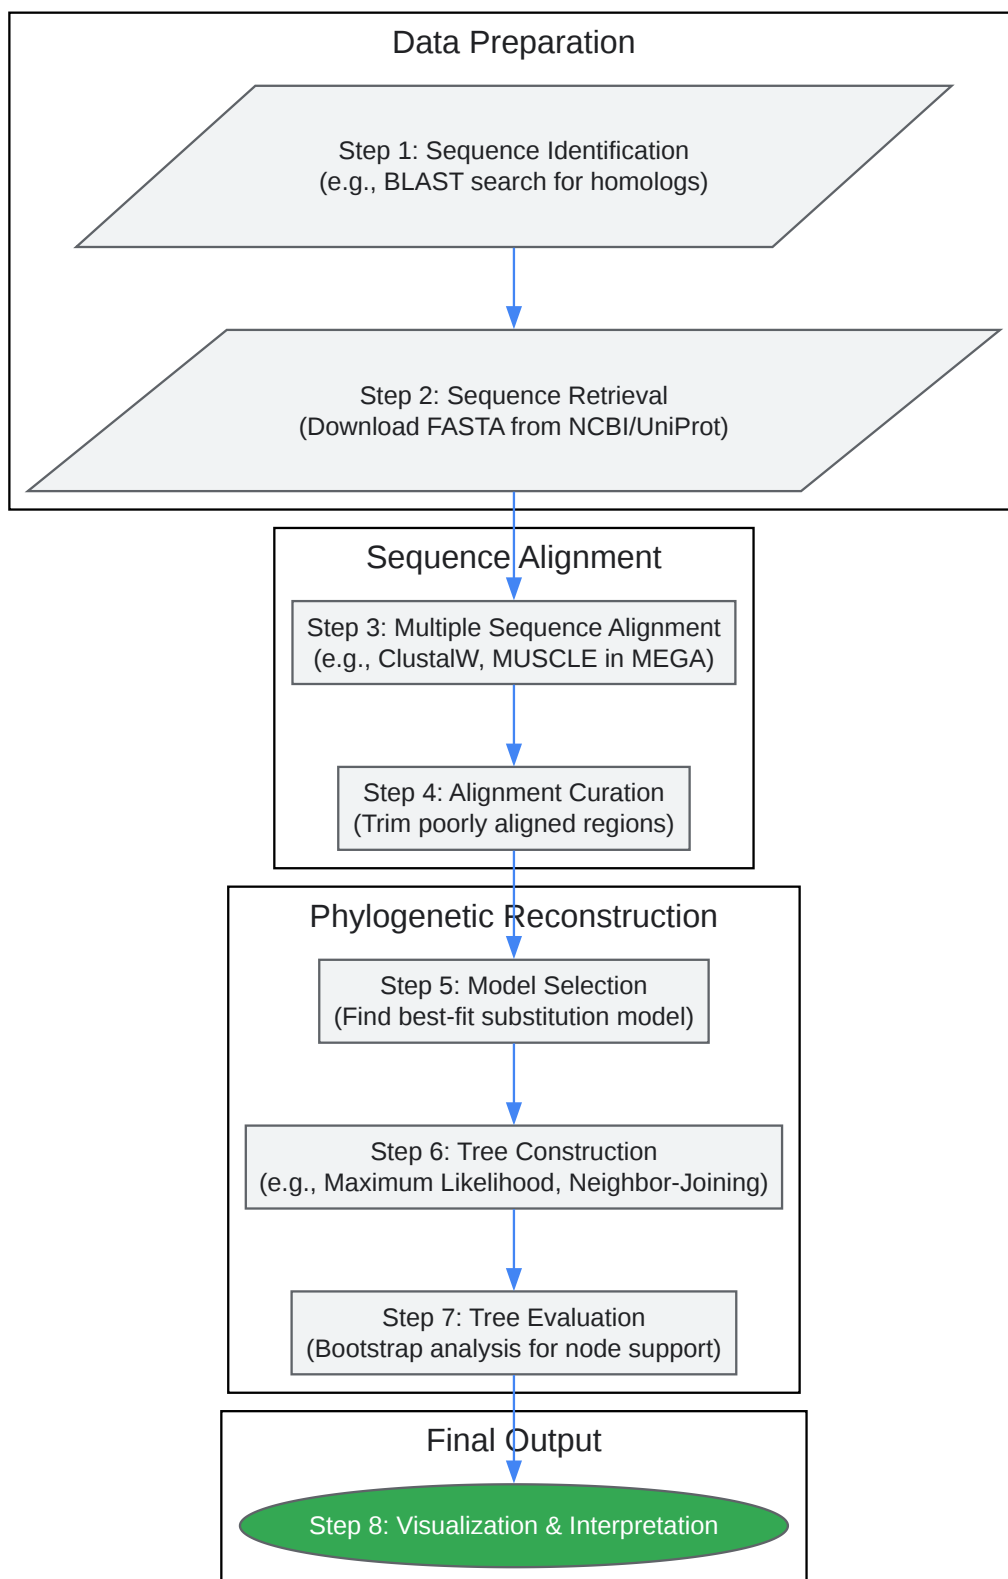 Data Preparation
Step 1: Sequence Identification
(e.g., BLAST search for homologs)
Step 2: Sequence Retrieval
(Download FASTA from NCBI/UniProt)
Sequence Alignment
Step 3: Multiple Sequence Alignment
(e.g., ClustalW, MUSCLE in MEGA)
Step 4: Alignment Curation
(Trim poorly aligned regions)
Phylogenetic Reconstruction
Step 5: Model Selection
(Find best-fit substitution model)
Step 6: Tree Construction
(e.g., Maximum Likelihood, Neighbor-Joining)
Step 7: Tree Evaluation
(Bootstrap analysis for node support)
Final Output
Step 8: Visualization & Interpretation